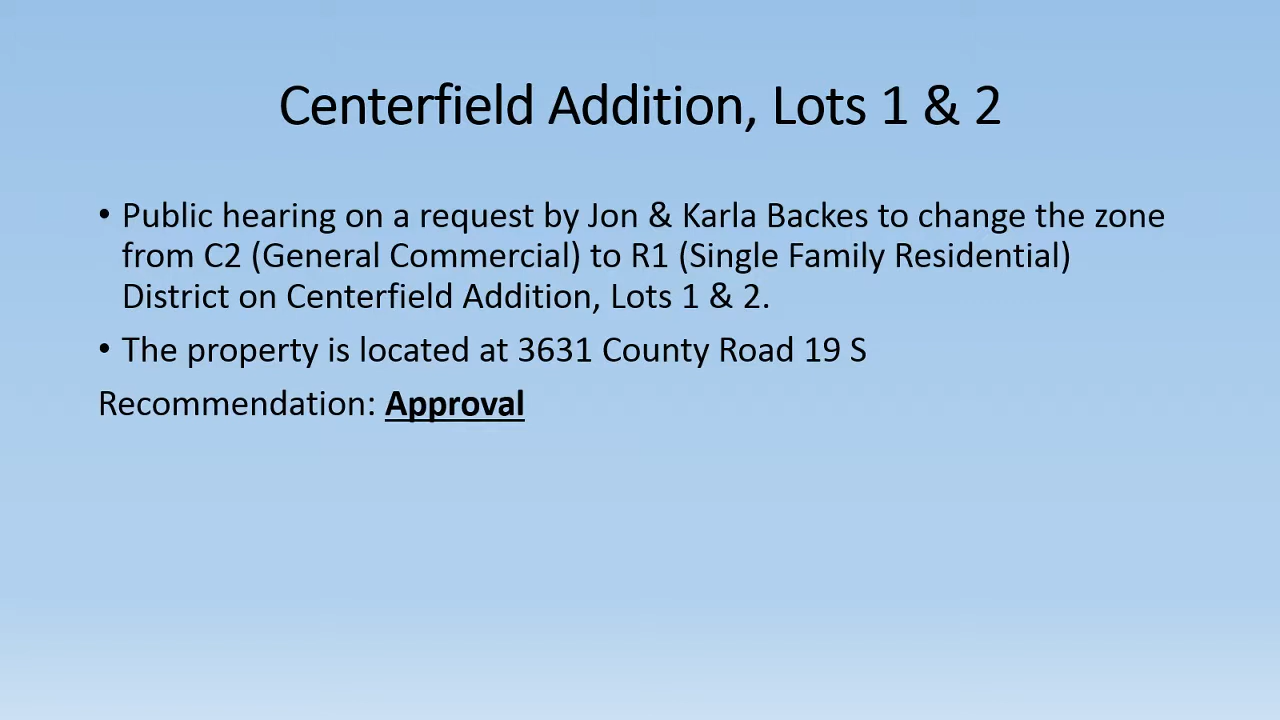 Centerfield Addition, Lots 1 & 2
• Public hearing on a request by Jon & Karla Backes to change the zone
from C2 (General Commercial) to R1 (Single Family Residential)
District on Centerfield Addition, Lots 1 & 2.
• The property is located at 3631 County Road 19 S
Recommendation: Approval